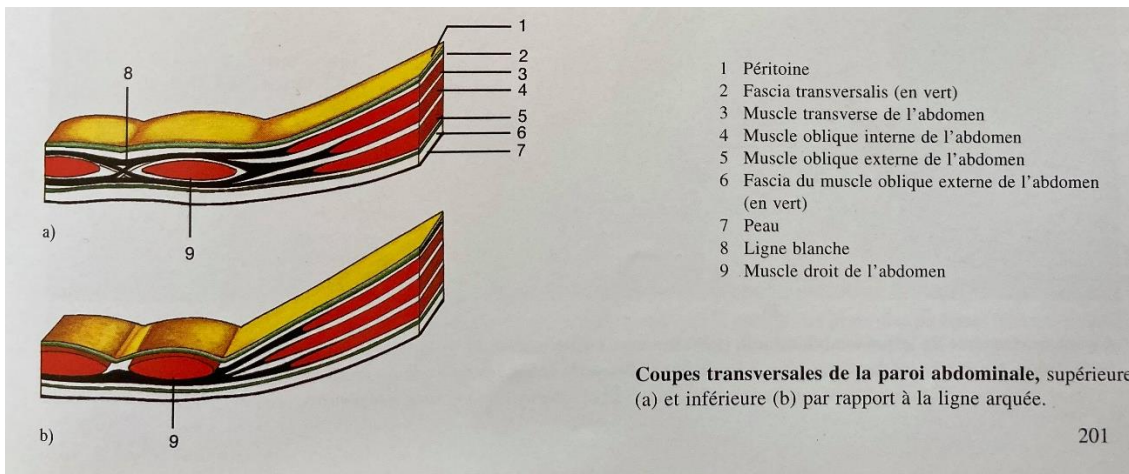 1
2
3
4
5
6
7
8
9
a)
9
b)
1 Péritoine
2 Fascia transversalis (en vert)
3 Muscle transverse de l'abdomen
4 Muscle oblique interne de l'abdomen
5 Muscle oblique externe de l'abdomen
6 Fascia du muscle oblique externe de l'abdomen
(en vert)
7 Peau
8 Ligne blanche
9 Muscle droit de l'abdomen
Coupes transversales de la paroi abdominale, supérieure
(a) et inférieure (b) par rapport à la ligne arquée.
201